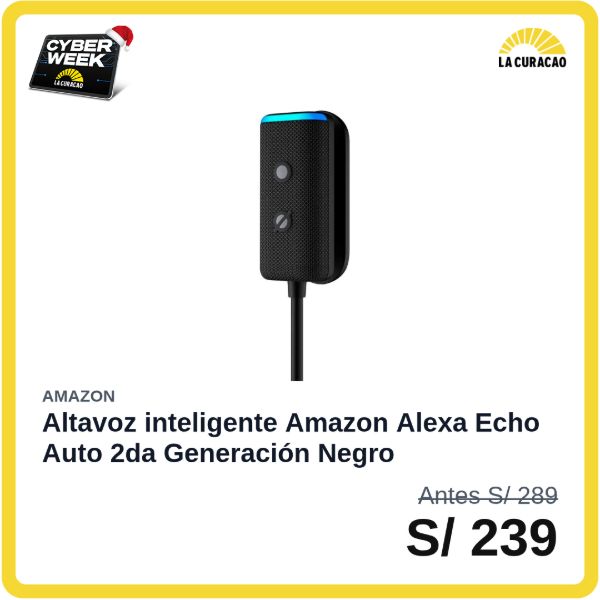 CYBER
WEEK
LA CURACAO
LA CURACAO
AMAZON
Altavoz inteligente Amazon Alexa Echo
Auto 2da Generación Negro
Antes S/ 289
S/ 239